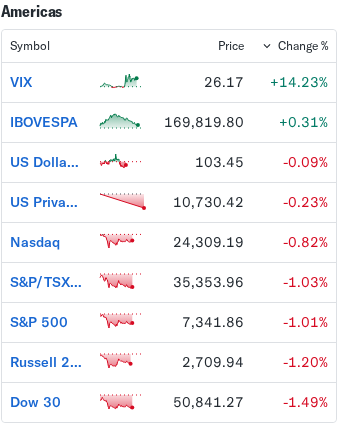 Americas
Symbol Price Change %
VIX 26.17 +14.23%
IBOVESPA 169,819.80 +0.31%
US Dolla... 103.45 -0.09%
US Priva... 10,730.42 -0.23%
Nasdaq 24,309.19 -0.82%
S&P/TSX... 35,353.96 -1.03%
S&P 500 7,341.86 -1.01%
Russell 2... 2,709.94 -1.20%
Dow 30 50,841.27 -1.49%